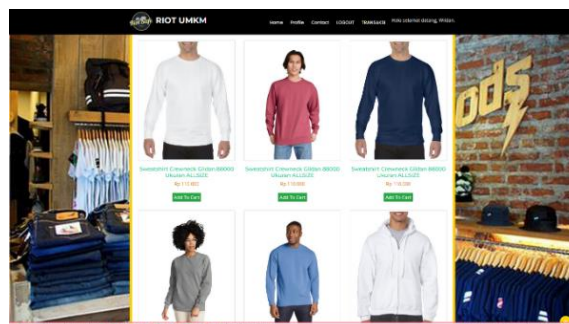 RIOT UMKM
Home Profile Contact LOGOUT TRANSAKSI Halo selamat datang,
Sweatshirt Crewneck Gildan 88000
Ukuran ALLSIZE
Add To Cart
Sweatshirt Crewneck Gildan 88000
Ukuran ALLSIZE
Add To Cart
Sweatshirt Crewneck Gildan 88000
Ukuran ALLSIZE
Add To Cart
ods